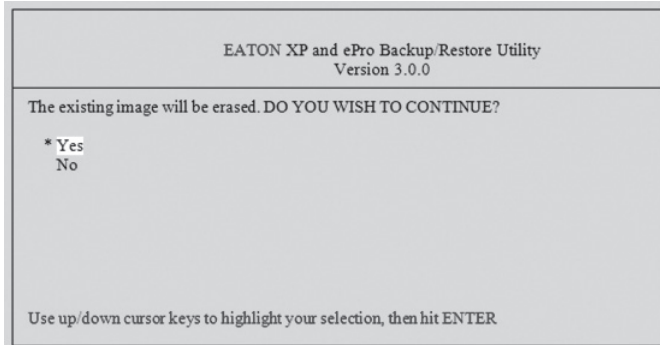 EATON XP and ePro Backup/Restore Utility
Version 3.0.0
The existing image will be erased. DO YOU WISH TO CONTINUE?
* Yes
No
Use up/down cursor keys to highlight your selection, then hit ENTER